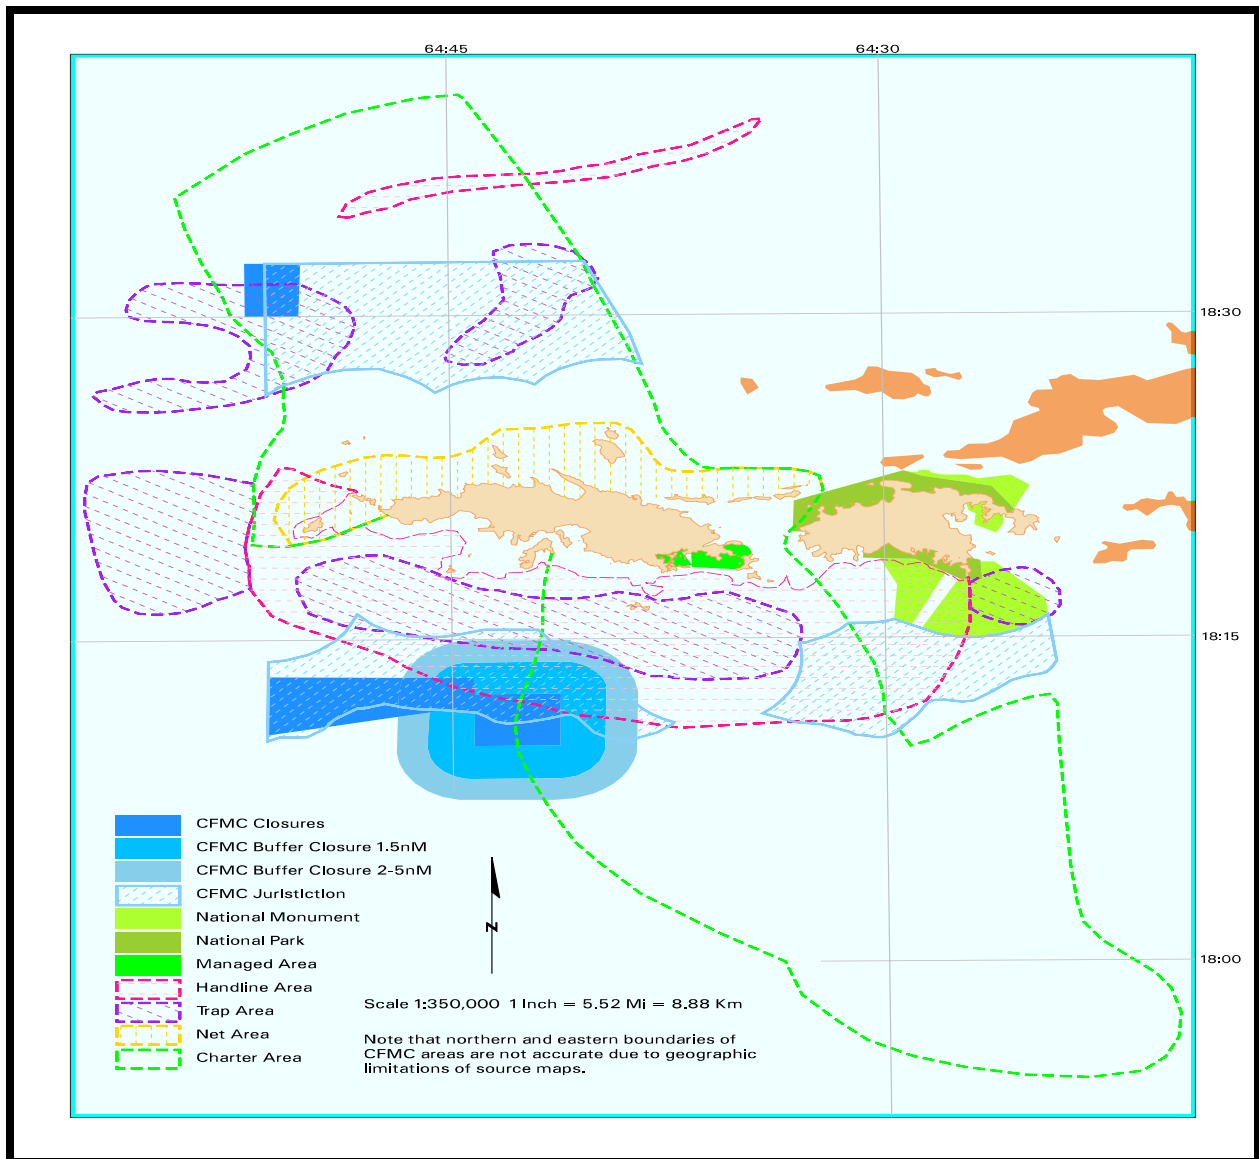 64:45 64:30
18:30
18:15
CFMC Closures
CFMC Buffer Closure 1.5nM
CFMC Buffer Closure 2-5nM
CFMC Juristiction
National Monument
National Park
Managed Area
Handline Area
Trap Area
Net Area
Charter Area
N
18:00
Scale 1:350,000 1 Inch = 5.52 Mi = 8.88 Km
Note that northern and eastern boundaries of
CFMC areas are not accurate due to geographic
limitations of source maps.